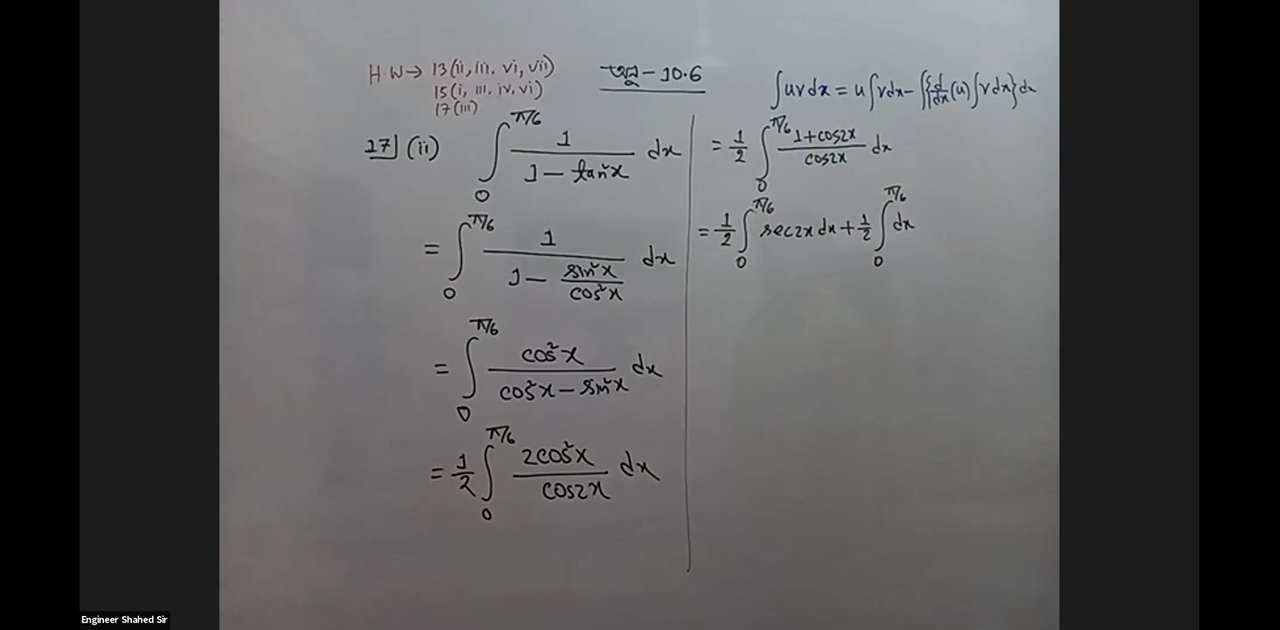 H.W → 13(ii, iii. vi, vii)
15(i, iii. iv, vi)
17(iii)
অনু - 10.6
∫uv dx = u∫v dx - ∫{d/dx(u)∫v dx}dx
17] (ii) ∫₀^{π/6} 1/(1 - tan²x) dx
= ∫₀^{π/6} 1/(1 - sin²x/cos²x) dx
= ∫₀^{π/6} cos²x/(cos²x - sin²x) dx
= 1/2 ∫₀^{π/6} 2cos²x/cos2x dx
= 1/2 ∫₀^{π/6} (1+cos2x)/cos2x dx
= 1/2 ∫₀^{π/6} sec2x dx + 1/2 ∫₀^{π/6} dx
Engineer Shahed Sir